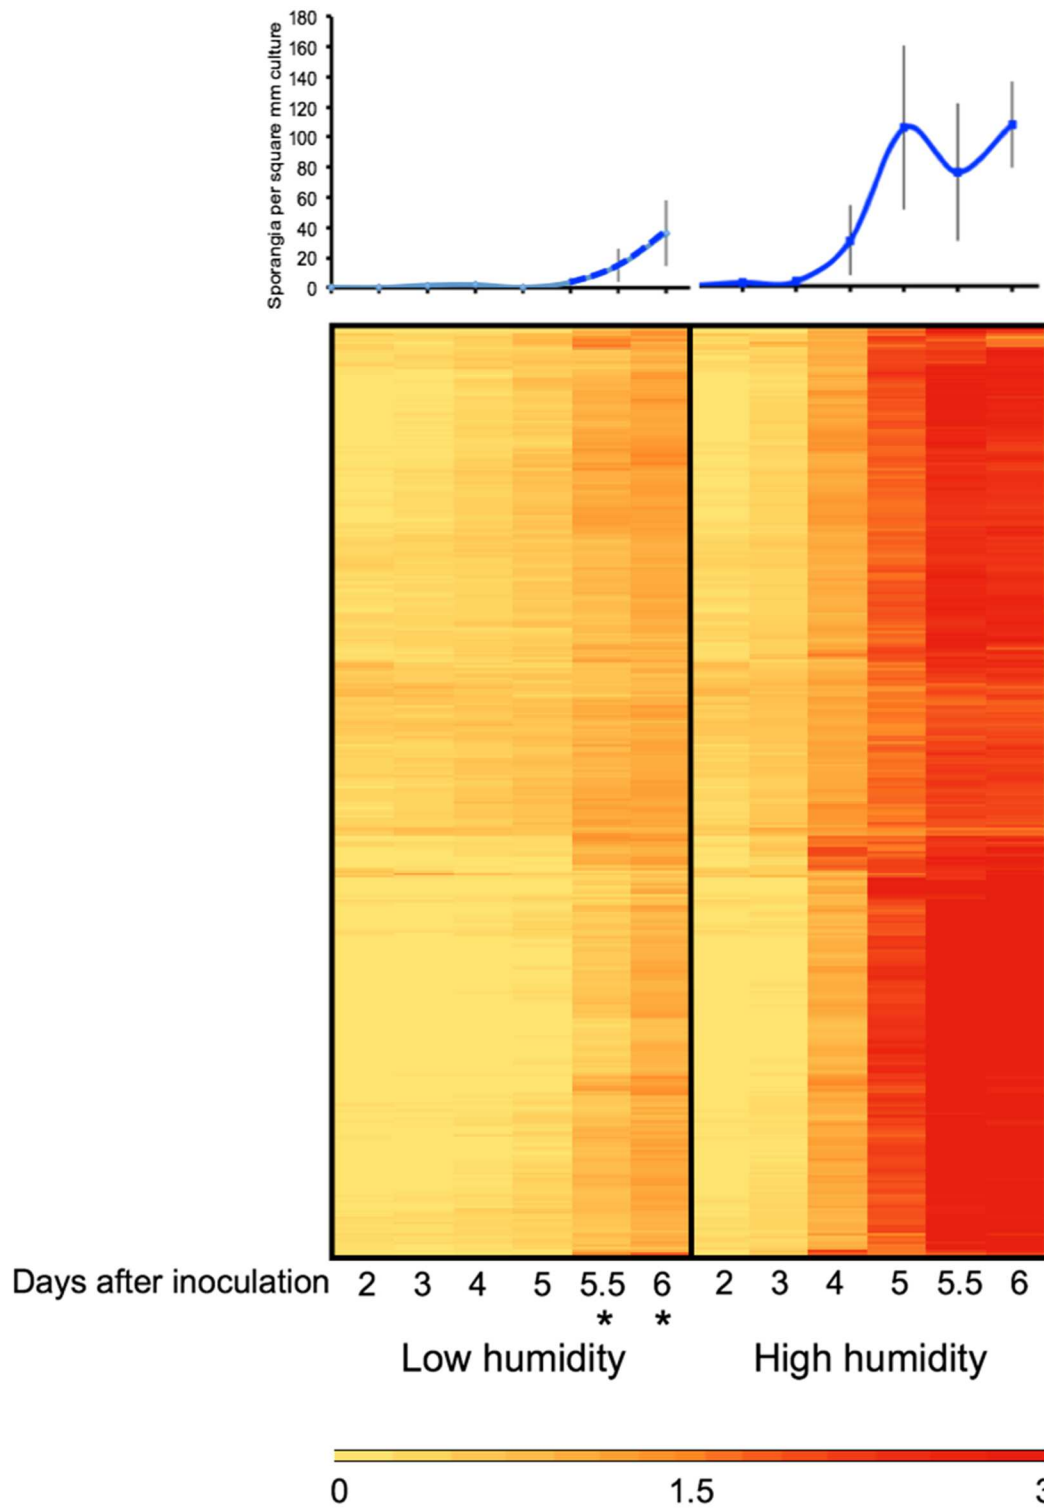 Sporangia per square mm culture
180
160
140
120
100
80
60
40
20
0
Days after inoculation 2 3 4 5 5.5 6 2 3 4 5 5.5 6
* *
Low humidity High humidity
0 1.5 3